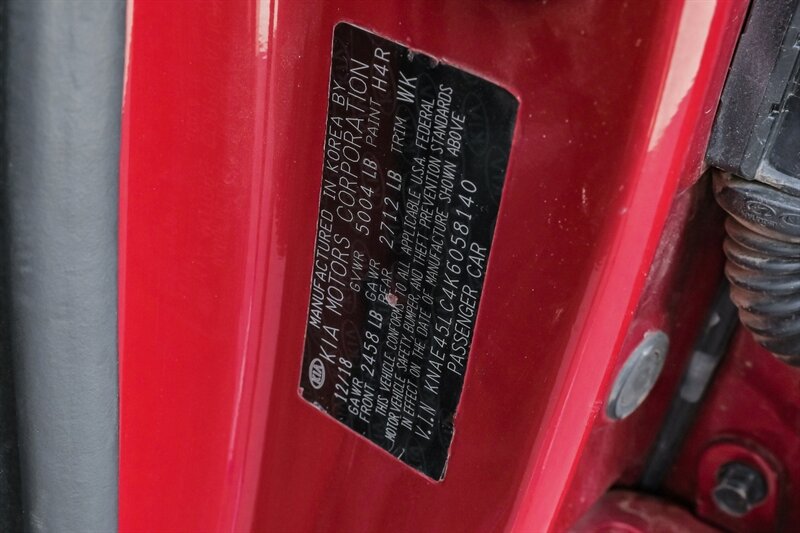 KIA MANUFACTURED IN KOREA BY
KIA MOTORS CORPORATION
12/18 GVWR 5004 LB PAINT H4R
GAWR FRONT 2458 LB GAWR REAR 2712 LB TRIM WK
THIS VEHICLE CONFORMS TO ALL APPLICABLE U.S.A. FEDERAL
MOTOR VEHICLE SAFETY BUMPER, AND THEFT PREVENTION STANDARDS
IN EFFECT ON THE DATE OF MANUFACTURE SHOWN ABOVE
V.I.N KNAE45LC4K6058140
PASSENGER CAR